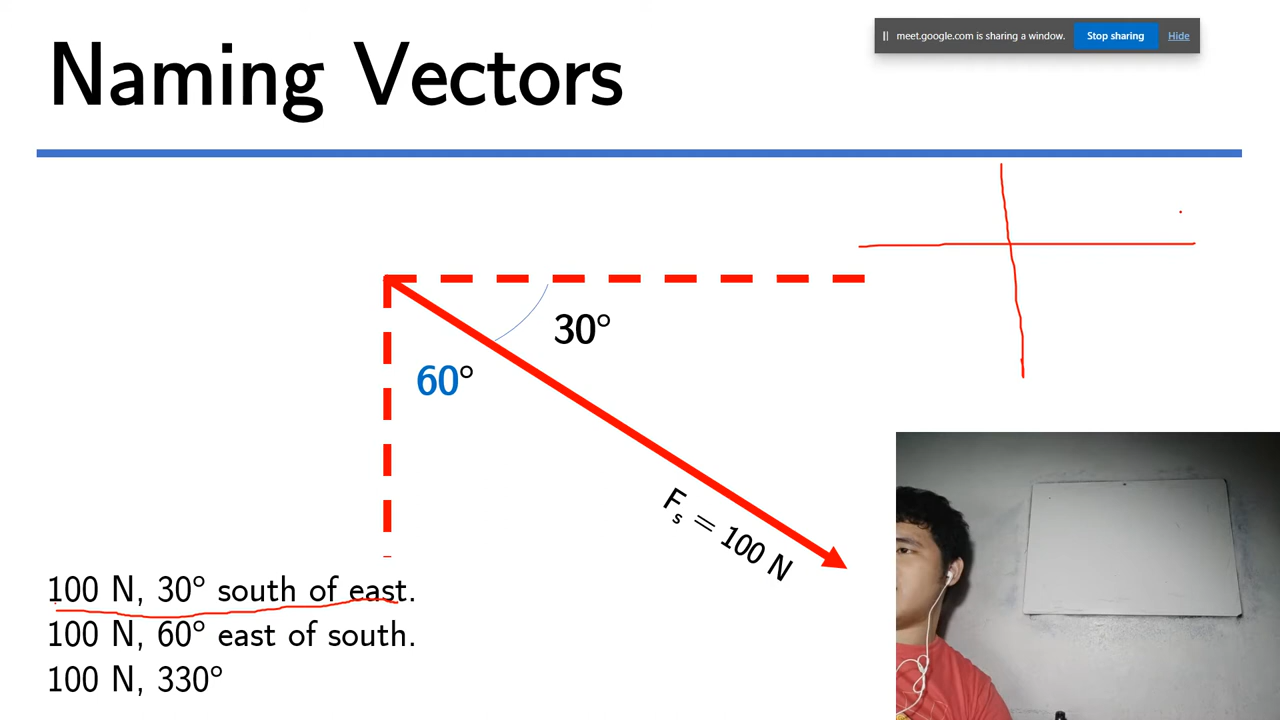 Naming Vectors
meet.google.com is sharing a window. Stop sharing Hide
30°
60°
Fₛ = 100 N
100 N, 30° south of east.
100 N, 60° east of south.
100 N, 330°